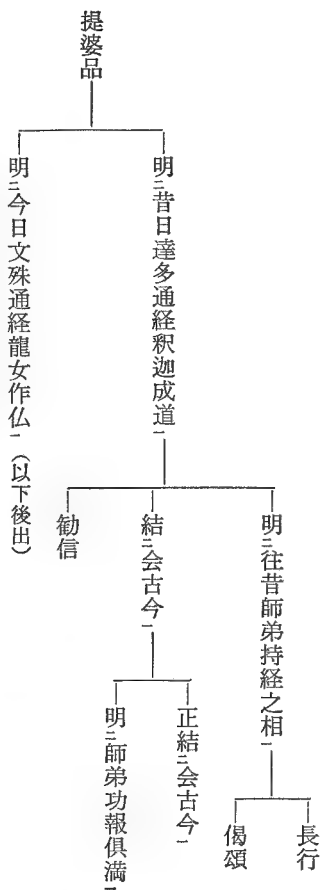 提婆品
明二昔日達多通経釈迦成道一
明二往昔師弟持経之相一
長行
偈頌
結二会古今一
正結二会古今一
明二師弟功報俱満一
勧信
明二今日文殊通経龍女作仏一（以下後出）